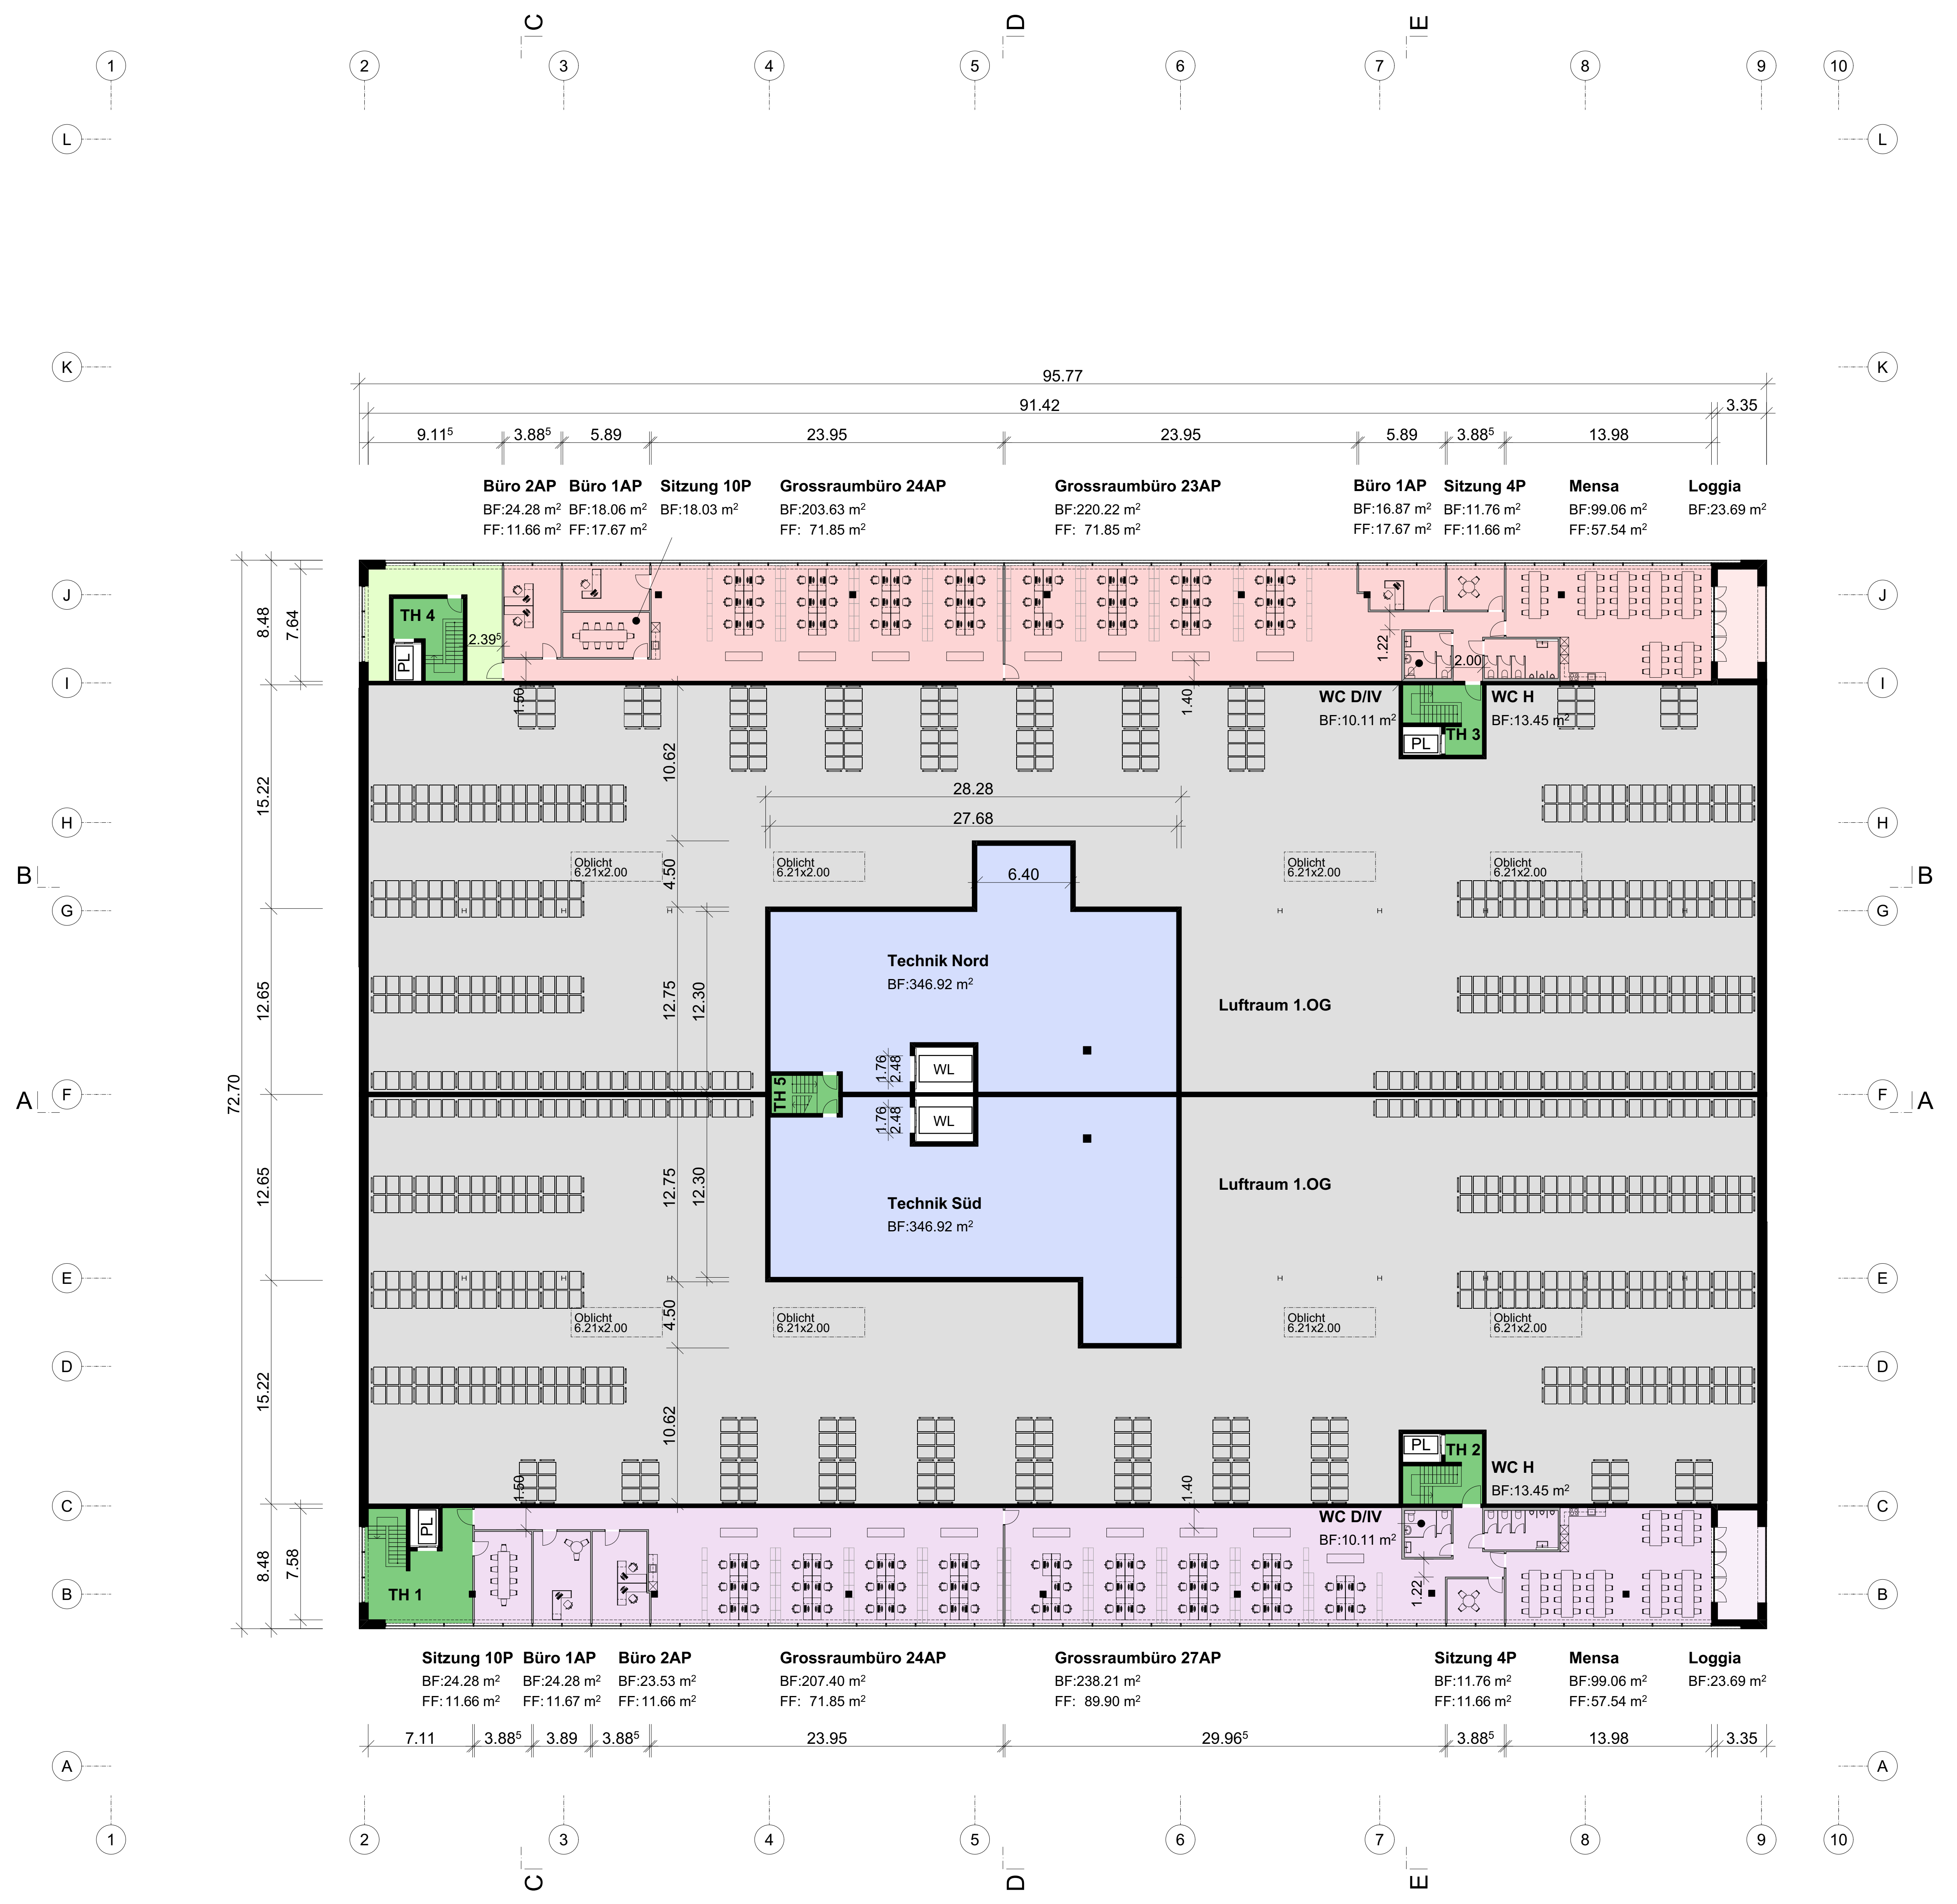 C D E
1 2 3 4 5 6 7 8 9 10
L L
K K
95.77
91.42 3.35
9.11⁵ 3.88⁵ 5.89 23.95 23.95 5.89 3.88⁵ 13.98
Büro 2AP Büro 1AP Sitzung 10P Grossraumbüro 24AP Grossraumbüro 23AP Büro 1AP Sitzung 4P Mensa Loggia
BF:24.28 m² BF:18.06 m² BF:18.03 m² BF:203.63 m² BF:220.22 m² BF:16.87 m² BF:11.76 m² BF:99.06 m² BF:23.69 m²
FF:11.66 m² FF:17.67 m² FF: 71.85 m² FF: 71.85 m² FF:17.67 m² FF:11.66 m² FF:57.54 m²
J J
8.48 7.64
TH 4
2.39⁵
1.22
PL
2.00
I I
1.50 1.40
WC D/IV WC H
BF:10.11 m² BF:13.45 m²
TH 3
PL
10.62
15.22
28.28
27.68
H H
Oblicht Oblicht Oblicht Oblicht
6.21x2.00 6.21x2.00 6.21x2.00 6.21x2.00
B B
4.50
6.40
G G
Technik Nord
BF:346.92 m²
12.65 12.75 12.30
Luftraum 1.OG
1.76 2.48
WL
72.70
TH 5
A F F A
1.76 2.48
WL
12.65 12.75 12.30
Luftraum 1.OG
Technik Süd
BF:346.92 m²
E E
4.50
Oblicht Oblicht Oblicht Oblicht
6.21x2.00 6.21x2.00 6.21x2.00 6.21x2.00
D D
15.22
10.62
PL
TH 2
WC H
BF:13.45 m²
1.50 1.40
C C
WC D/IV
BF:10.11 m²
PL
8.48 7.58
1.22
TH 1
B B
Sitzung 10P Büro 1AP Büro 2AP Grossraumbüro 24AP Grossraumbüro 27AP Sitzung 4P Mensa Loggia
BF:24.28 m² BF:24.28 m² BF:23.53 m² BF:207.40 m² BF:238.21 m² BF:11.76 m² BF:99.06 m² BF:23.69 m²
FF:11.66 m² FF:11.67 m² FF:11.66 m² FF: 71.85 m² FF: 89.90 m² FF:11.66 m² FF:57.54 m²
7.11 3.88⁵ 3.89 3.88⁵ 23.95 29.96⁵ 3.88⁵ 13.98 3.35
A A
1 2 3 4 5 6 7 8 9 10
C D E